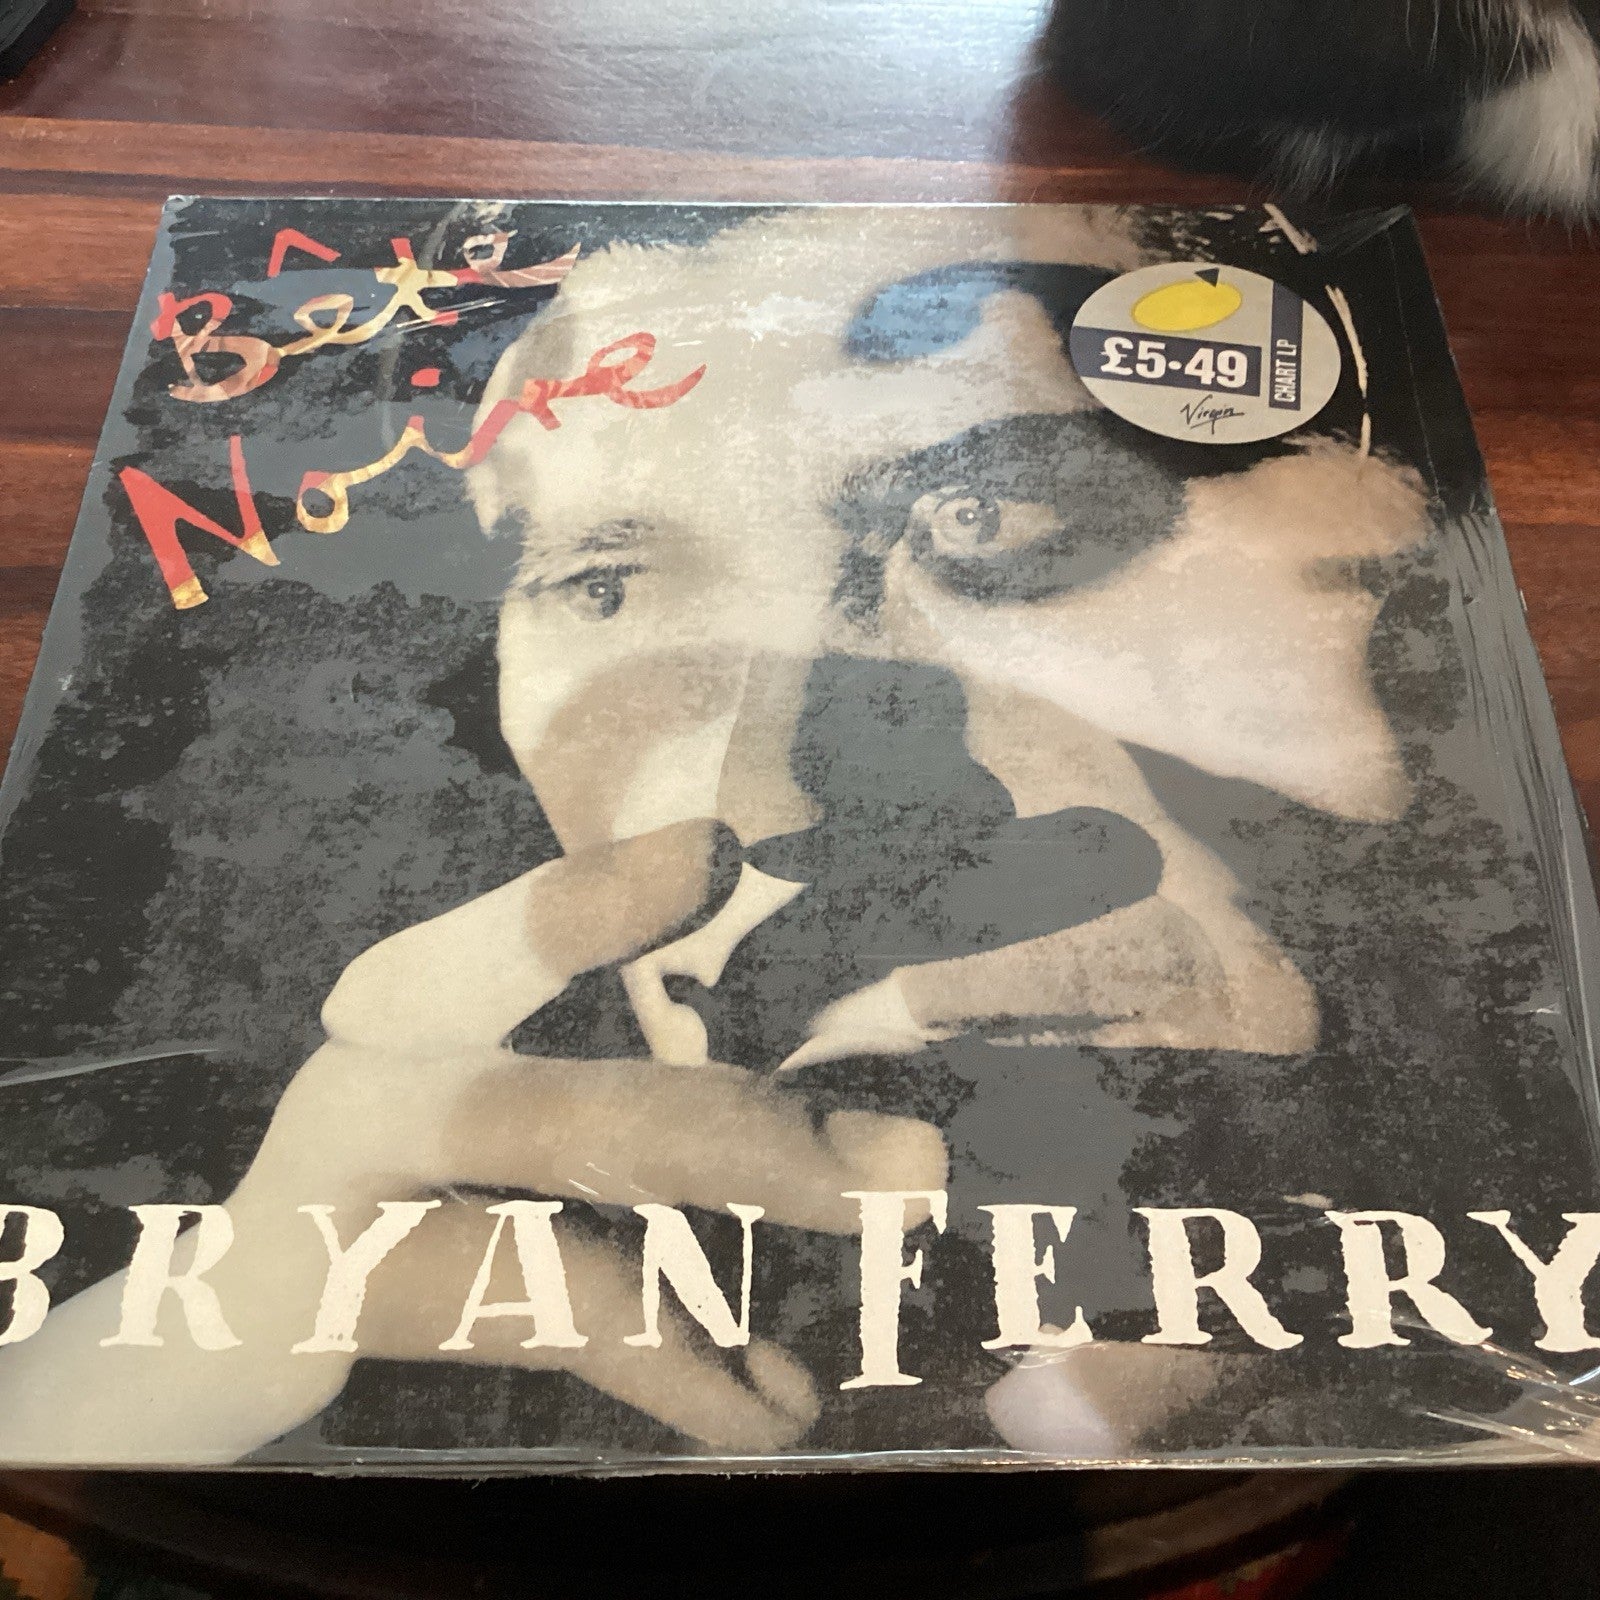 Bête
Noire
£5·49
CHART LP
Virgin
BRYAN FERRY